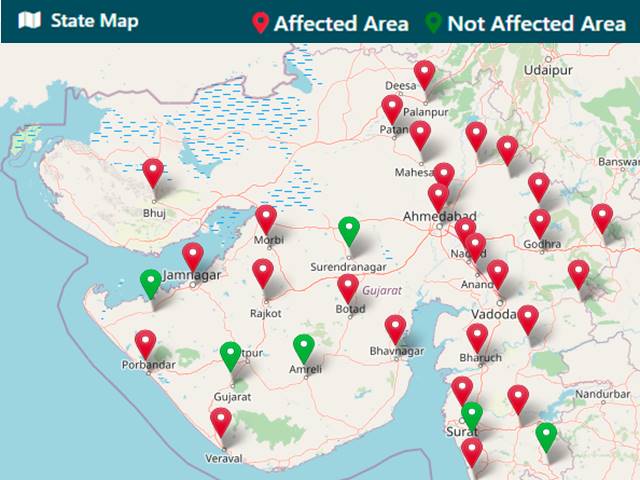 State Map
Affected Area
Not Affected Area
Udaipur
Deesa
Palanpur
Patan
Mahesa
Banswar
Bhuj
Ahmedabad
Morbi
Godhra
Surendranagar
Jamnagar
Anand
Gujarat
Rajkot
Botad
Vadoda
Bhavnagar
Bharuch
Porbandar
tpur
Amreli
Gujarat
Nandurbar
Surat
Veraval